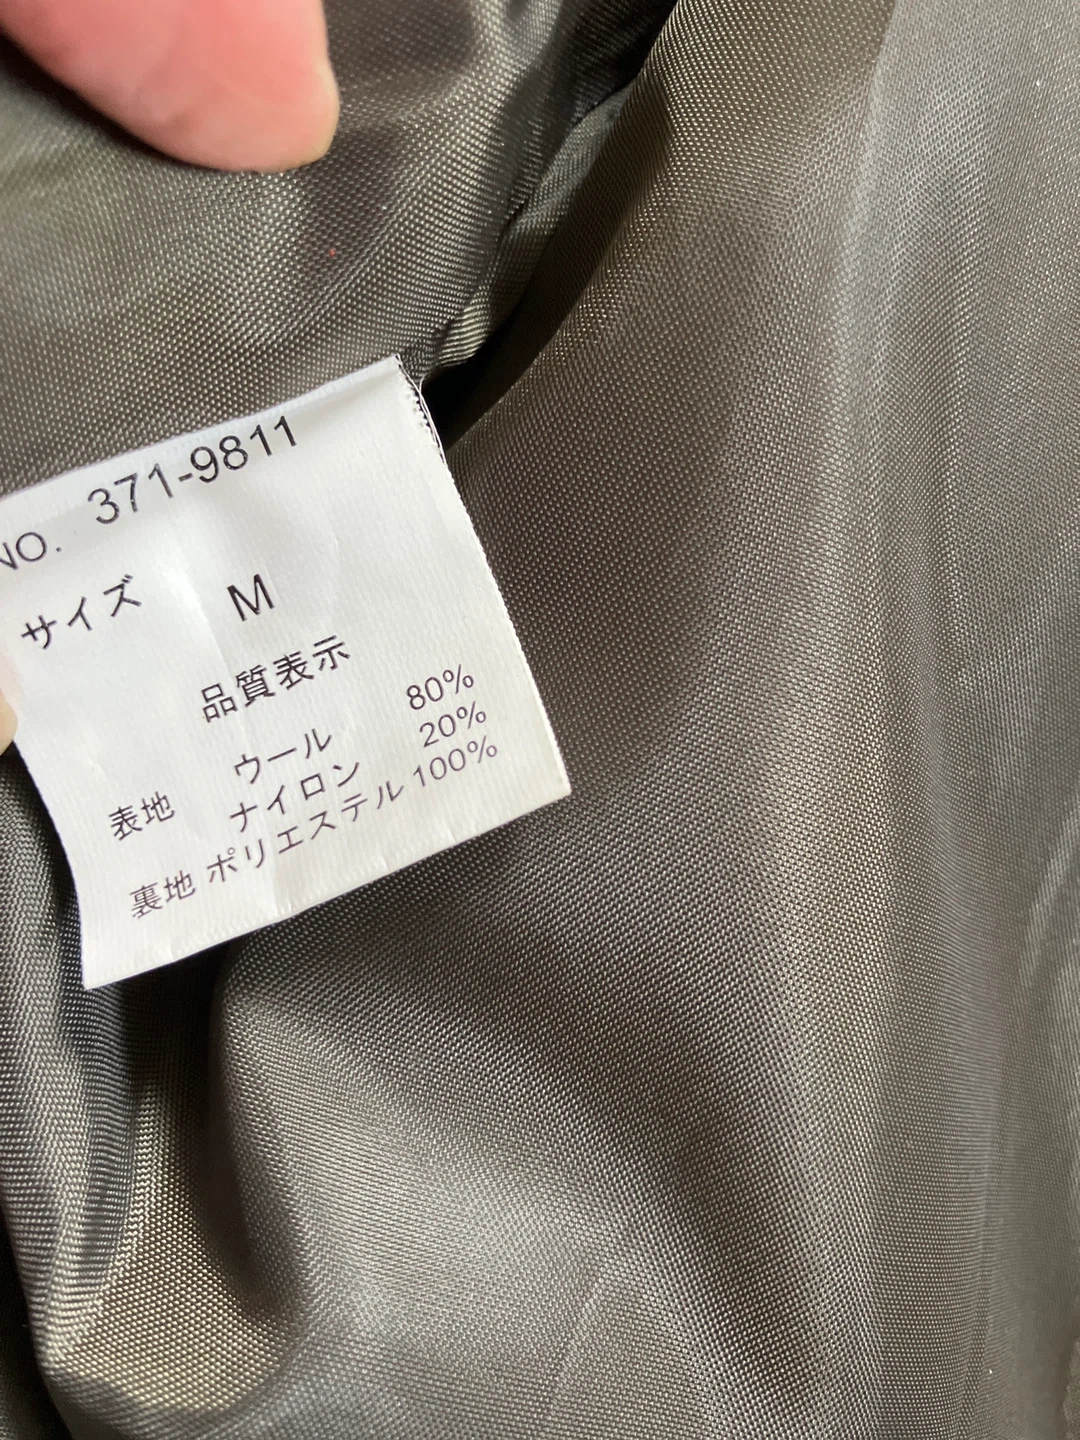 NO. 371-9811
サイズ M
品質表示
表地 ウール 80%
ナイロン 20%
裏地 ポリエステル 100%